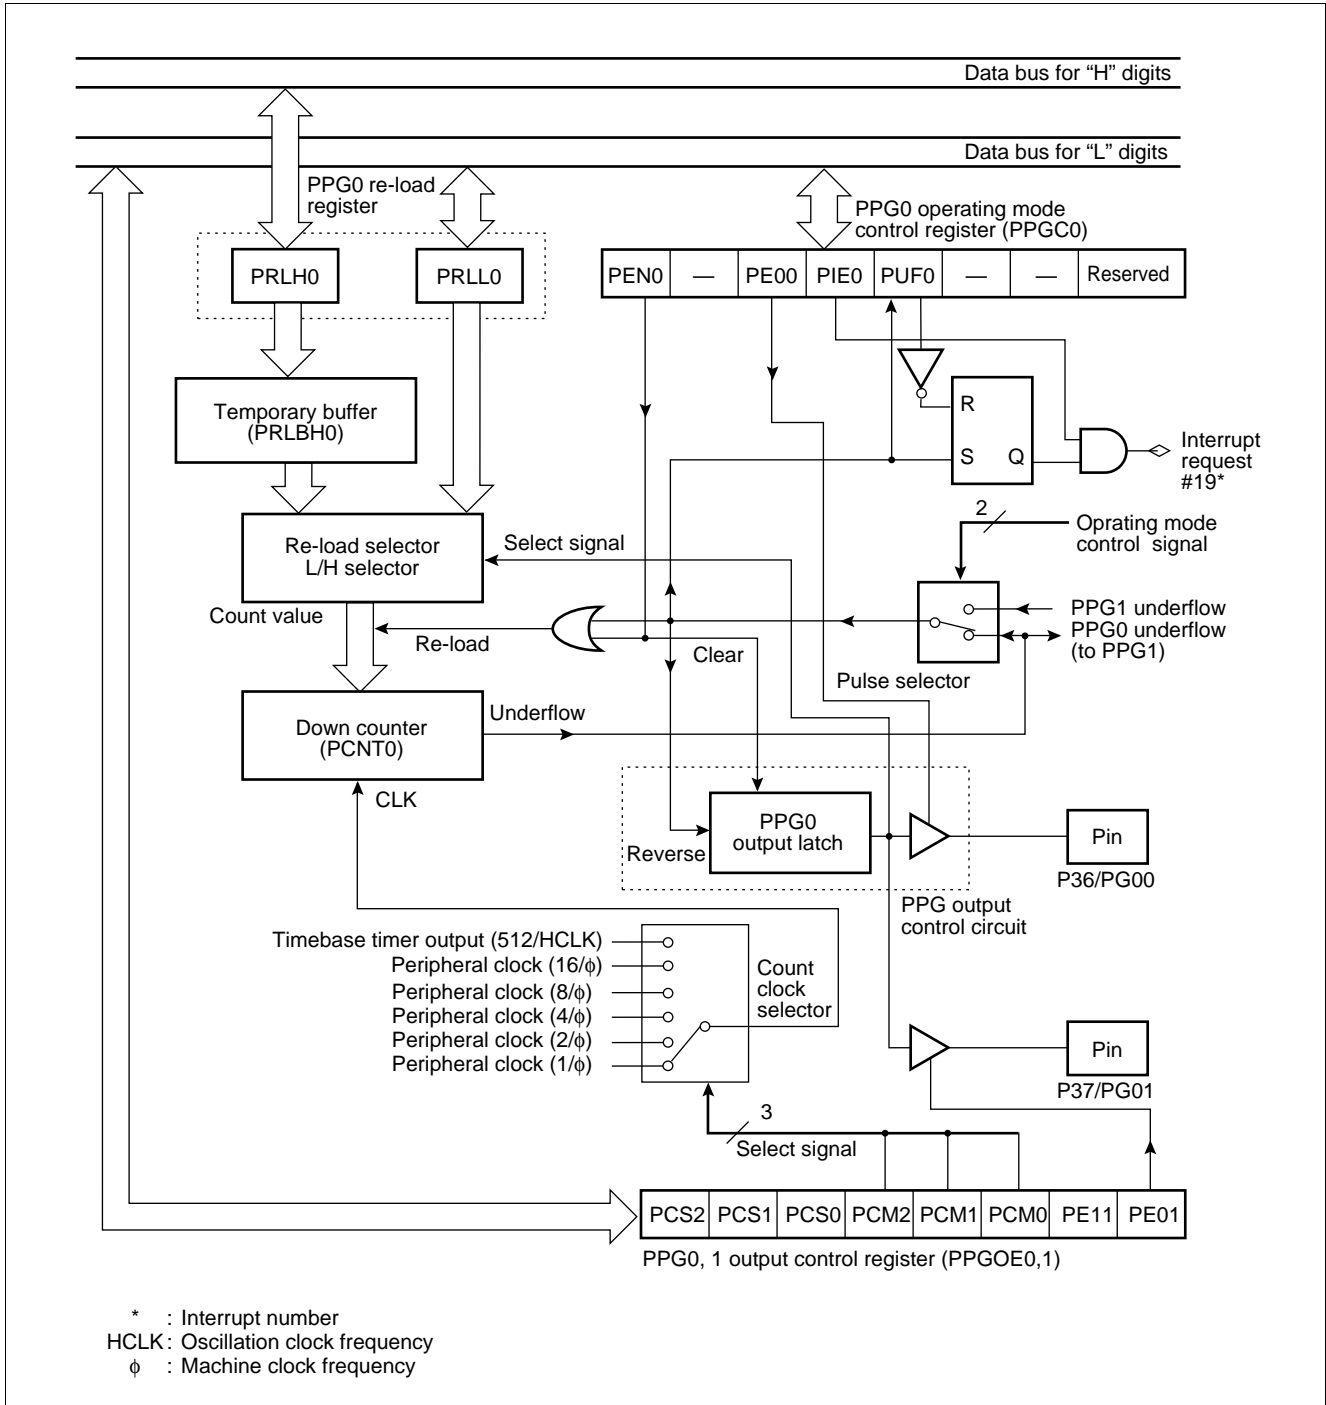 Data bus for “H” digits
Data bus for “L” digits
PPG0 re-load
register
PPG0 operating mode
control register (PPGC0)
PRLH0
PRLL0
PEN0 — PE00 PIE0 PUF0 — — Reserved
Temporary buffer
(PRLBH0)
R
S Q
Interrupt
request
#19*
2
Oprating mode
control signal
Re-load selector
L/H selector
Select signal
Count value
Re-load
Clear
PPG1 underflow
PPG0 underflow
(to PPG1)
Pulse selector
Down counter
(PCNT0)
Underflow
CLK
PPG0
output latch
Reverse
Pin
P36/PG00
PPG output
control circuit
Timebase timer output (512/HCLK)
Peripheral clock (16/ϕ)
Peripheral clock (8/ϕ)
Peripheral clock (4/ϕ)
Peripheral clock (2/ϕ)
Peripheral clock (1/ϕ)
Count
clock
selector
Pin
P37/PG01
3
Select signal
PCS2 PCS1 PCS0 PCM2 PCM1 PCM0 PE11 PE01
PPG0, 1 output control register (PPGOE0,1)
* : Interrupt number
HCLK : Oscillation clock frequency
ϕ : Machine clock frequency